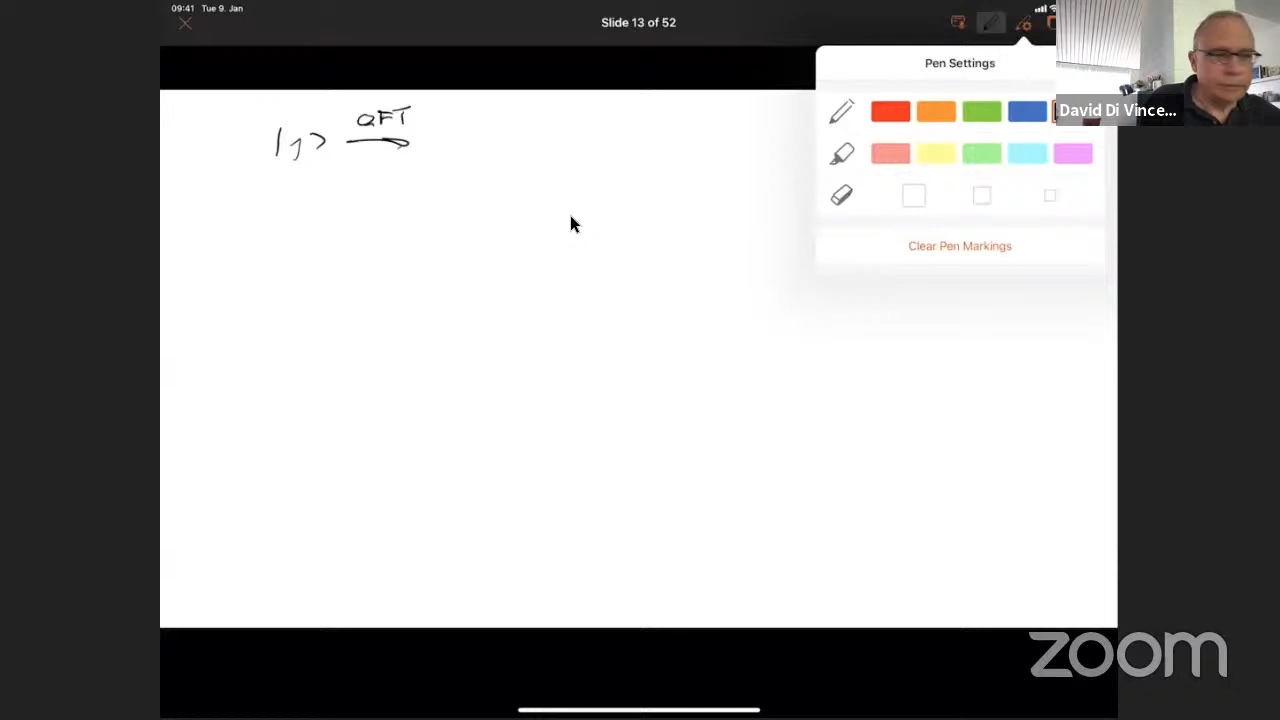 09:41 Tue 9. Jan
Slide 13 of 52
Pen Settings
David Di Vince...
QFT
|j>
Clear Pen Markings
zoom